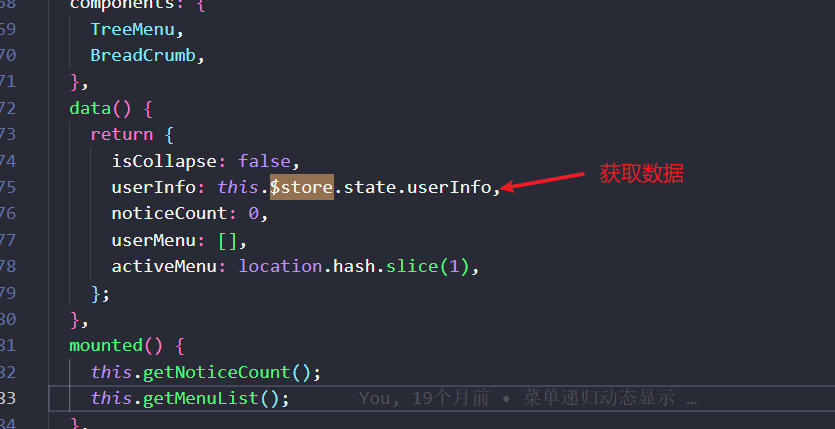 68 components: {
69 TreeMenu,
70 BreadCrumb,
71 },
72 data() {
73 return {
74 isCollapse: false,
75 userInfo: this.$store.state.userInfo, 获取数据
76 noticeCount: 0,
77 userMenu: [],
78 activeMenu: location.hash.slice(1),
79 };
80 },
81 mounted() {
82 this.getNoticeCount();
83 this.getMenuList(); You, 19个月前 • 菜单递归动态显示 …
84 },